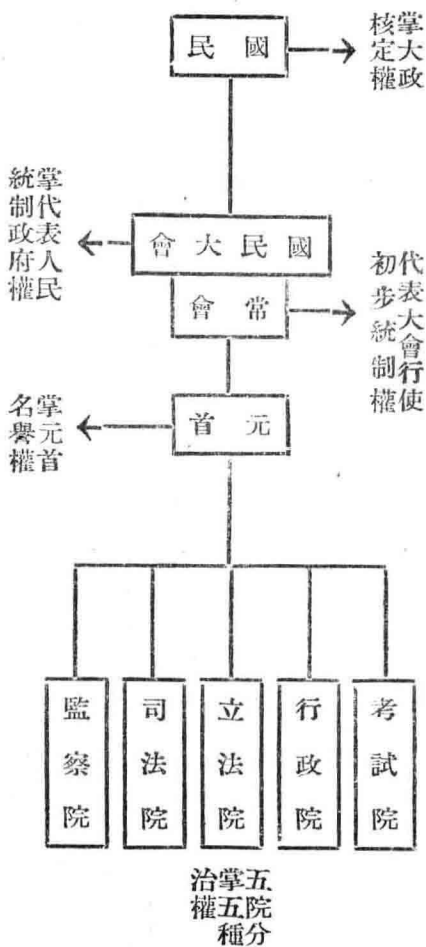 國民
掌大政
核定權
國民大會
掌代表人民
統制政府權
常會
代表大會行使
初步統制權
元首
掌元首
名譽權
考試院
行政院
立法院
司法院
監察院
五院分
掌五種
治權